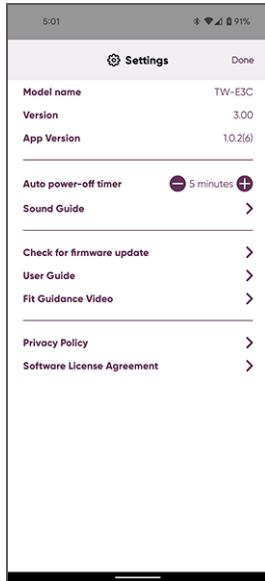 5:01 91%
Settings Done
Model name TW-E3C
Version 3.00
App Version 1.0.2(6)
Auto power-off timer 5 minutes
Sound Guide
Check for firmware update
User Guide
Fit Guidance Video
Privacy Policy
Software License Agreement